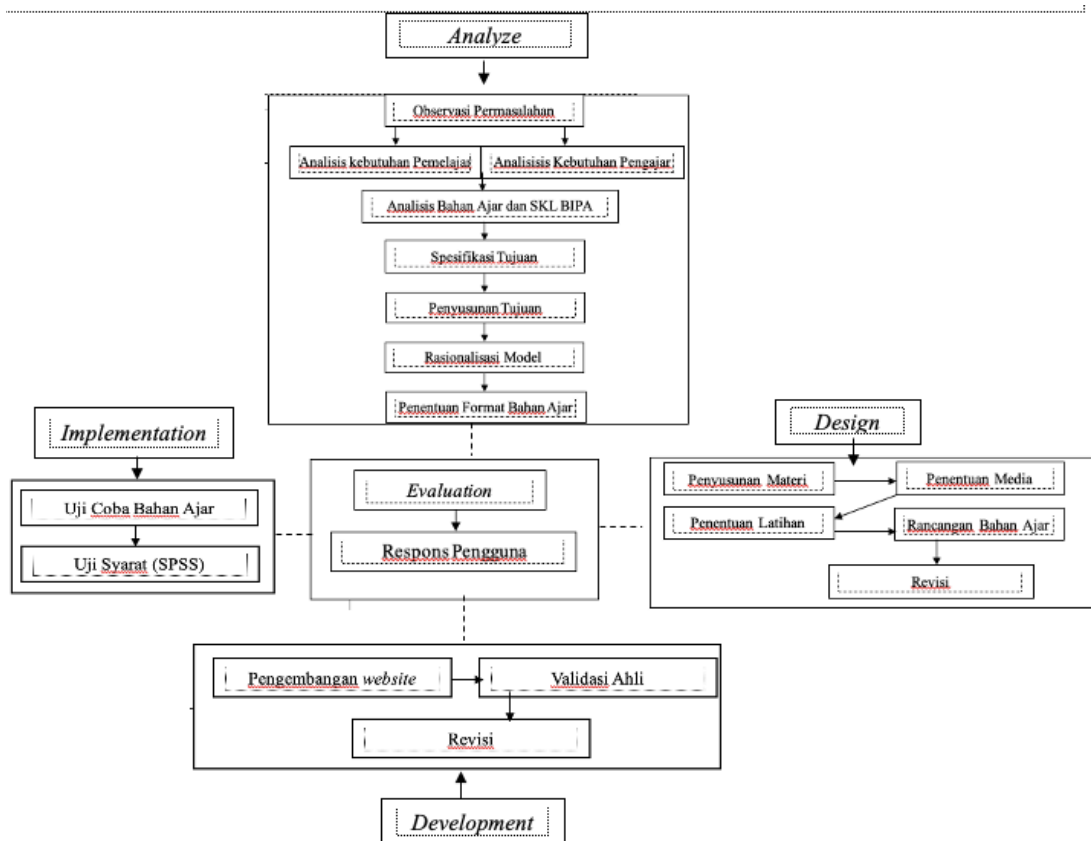 Analyze
Observasi Permasulahan
Analisis kebutuhan Pemelajar
Analisisis Kebutuhan Pengajar
Analisis Bahan Ajar dan SKL BIPA
Spesifikasi Tujuan
Penyusunan Tujuan
Rasionalisasi Model
Penentuan Format Bahan Ajar
Implementation
Uji Coba Bahan Ajar
Uji Syarat (SPSS)
Evaluation
Respons Pengguna
Design
Penyusunan Materi
Penentuan Media
Penentuan Latihan
Rancangan Bahan Ajar
Revisi
Pengembangan website
Validasi Ahli
Revisi
Development